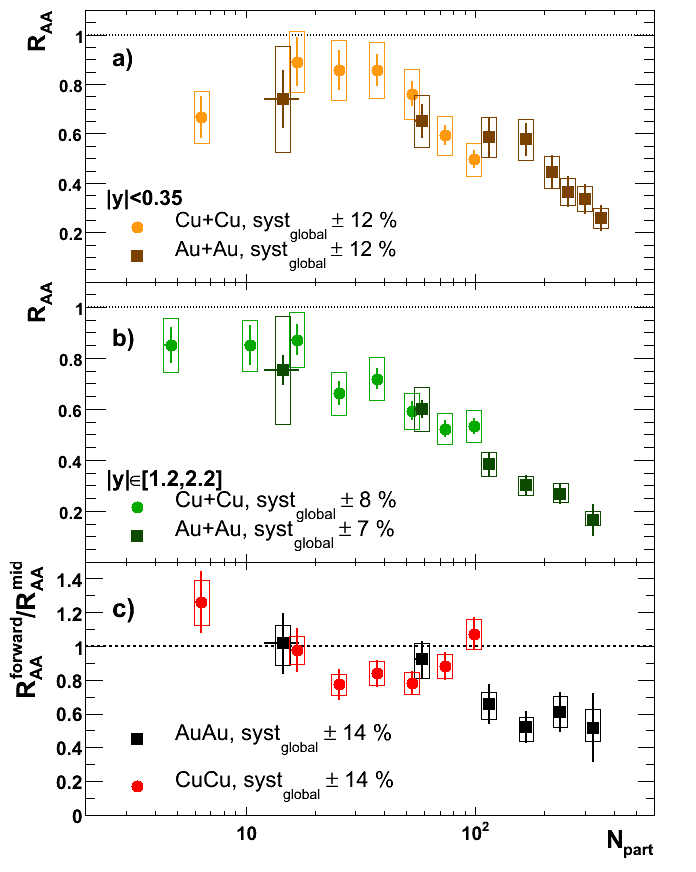 R_AA
1
0.8
0.6
0.4
0.2
a)
|y|<0.35
Cu+Cu, syst_global ± 12 %
Au+Au, syst_global ± 12 %
R_AA
1
0.8
0.6
0.4
0.2
b)
|y|∈[1.2,2.2]
Cu+Cu, syst_global ± 8 %
Au+Au, syst_global ± 7 %
R_AA^forward/R_AA^mid
1.4
1.2
1
0.8
0.6
0.4
0.2
0
c)
AuAu, syst_global ± 14 %
CuCu, syst_global ± 14 %
10
10^2
N_part